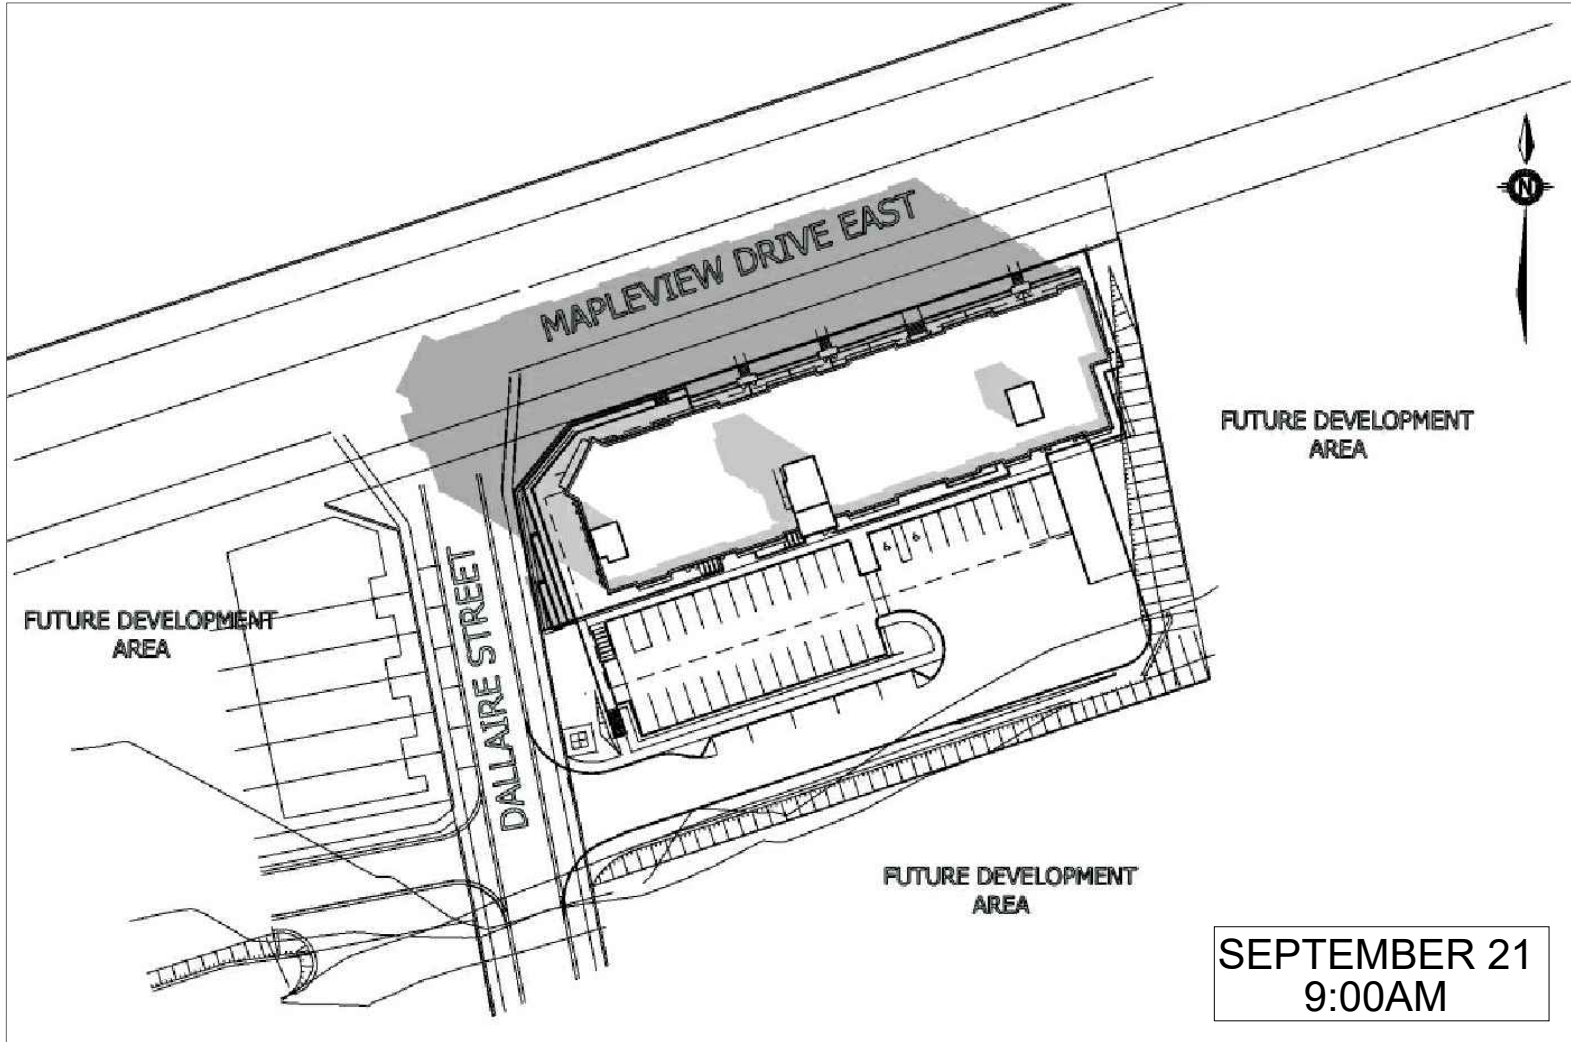 MAPLEVIEW DRIVE EAST
N
FUTURE DEVELOPMENT
AREA
FUTURE DEVELOPMENT
AREA
DALLAIRE STREET
FUTURE DEVELOPMENT
AREA
SEPTEMBER 21
9:00AM